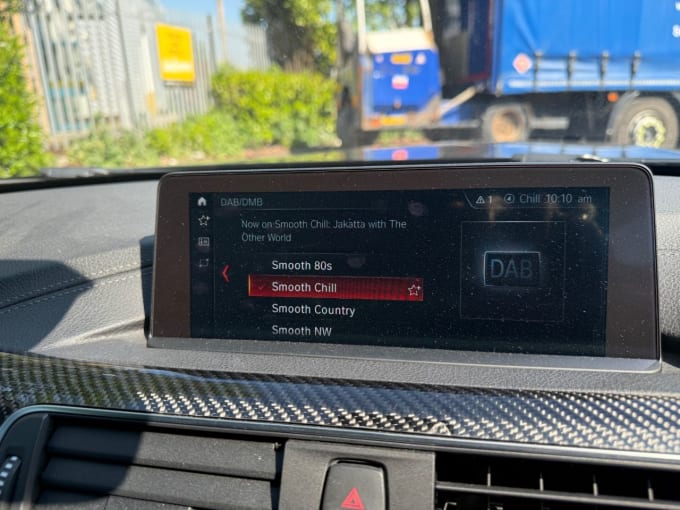 DAB/DMB
1 Chill 10:10 am
Now on Smooth Chill: Jakatta with The
Other World
Smooth 80s
Smooth Chill
Smooth Country
Smooth NW
DAB